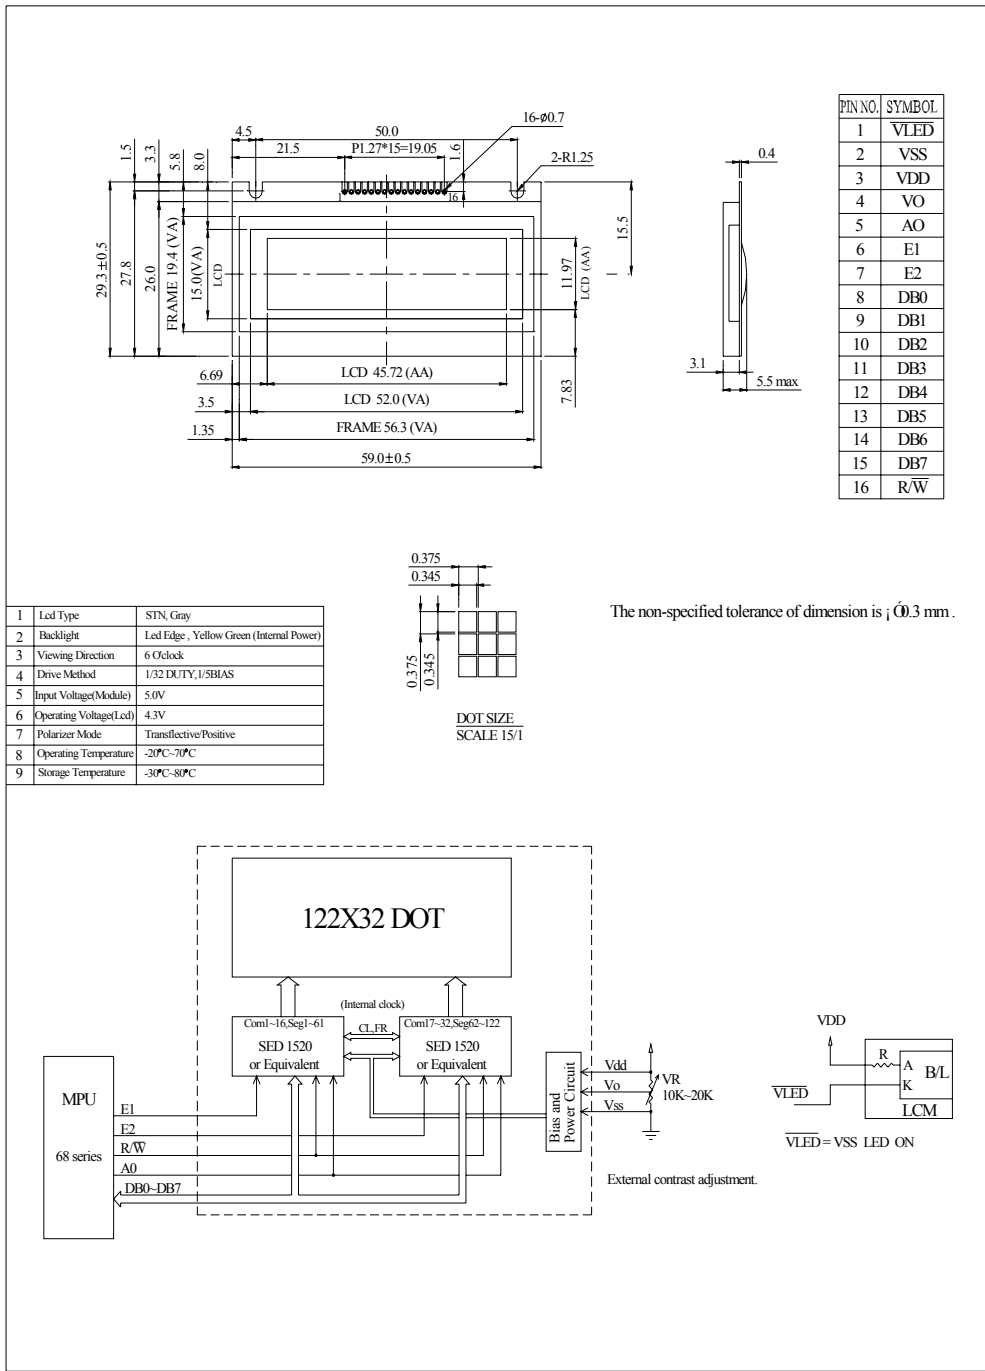 16-ø0.7
4.5
50.0
21.5
P1.27*15=19.05
1.6
2-R1.25
1.5
3.3
5.8
8.0
1
16
29.3±0.5
27.8
26.0
FRAME 19.4 (VA)
15.0(VA)
LCD
11.97
LCD (AA)
15.5
7.83
6.69
LCD 45.72 (AA)
3.5
LCD 52.0 (VA)
1.35
FRAME 56.3 (VA)
59.0±0.5
0.4
3.1
5.5 max
PIN NO. SYMBOL
1 V̅L̅E̅D̅
2 VSS
3 VDD
4 VO
5 AO
6 E1
7 E2
8 DB0
9 DB1
10 DB2
11 DB3
12 DB4
13 DB5
14 DB6
15 DB7
16 R/W̅
0.375
0.345
0.375
0.345
DOT SIZE
SCALE 15/1
The non-specified tolerance of dimension is ¡Ó0.3 mm .
1 Lcd Type STN, Gray
2 Backlight Led Edge , Yellow Green (Internal Power)
3 Viewing Direction 6 O'clock
4 Drive Method 1/32 DUTY,1/5BIAS
5 Input Voltage(Module) 5.0V
6 Operating Voltage(Lcd) 4.3V
7 Polarizer Mode Transflective/Positive
8 Operating Temperature -20°C~70°C
9 Storage Temperature -30°C~80°C
122X32 DOT
(Internal clock)
Com1~16,Seg1~61
SED 1520
or Equivalent
CL,FR
Com17~32,Seg62~122
SED 1520
or Equivalent
MPU
68 series
E1
E2
R/W̅
A0
DB0~DB7
Bias and
Power Circuit
Vdd
Vo
Vss
VR
10K~20K
External contrast adjustment.
VDD
R
A
K
B/L
LCM
V̅L̅E̅D̅
V̅L̅E̅D̅ = VSS LED ON